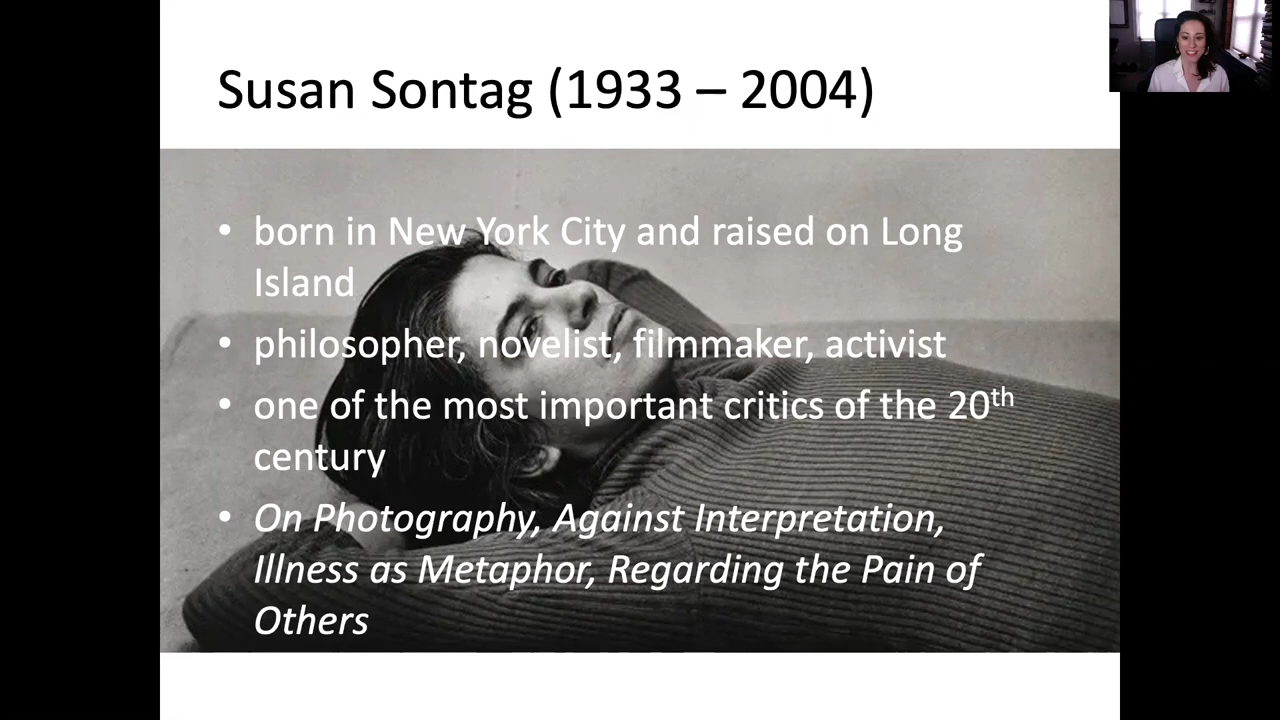 Susan Sontag (1933 – 2004)
• born in New York City and raised on Long
Island
• philosopher, novelist, filmmaker, activist
• one of the most important critics of the 20th
century
• On Photography, Against Interpretation,
Illness as Metaphor, Regarding the Pain of
Others